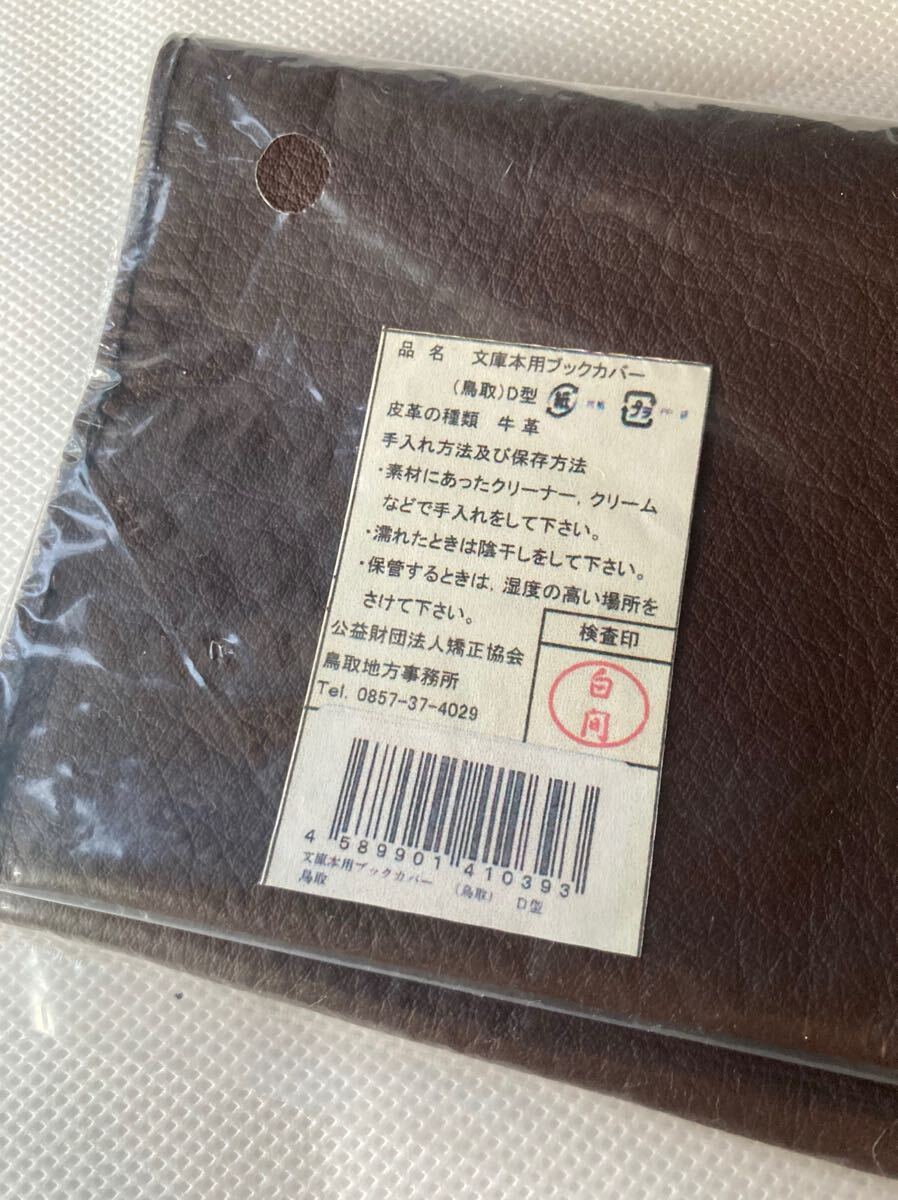 品 名 文庫本用ブックカバー
(鳥取)D型 紙 プラ PP
皮革の種類 牛革
手入れ方法及び保存方法
・素材にあったクリーナー，クリーム
などで手入れをして下さい。
・濡れたときは陰干しをして下さい。
・保管するときは，湿度の高い場所を
さけて下さい。
公益財団法人矯正協会
鳥取地方事務所
Tel. 0857-37-4029
検査印
白
間
4 589901 410393
文庫本用ブックカバー (鳥取) D型
鳥取